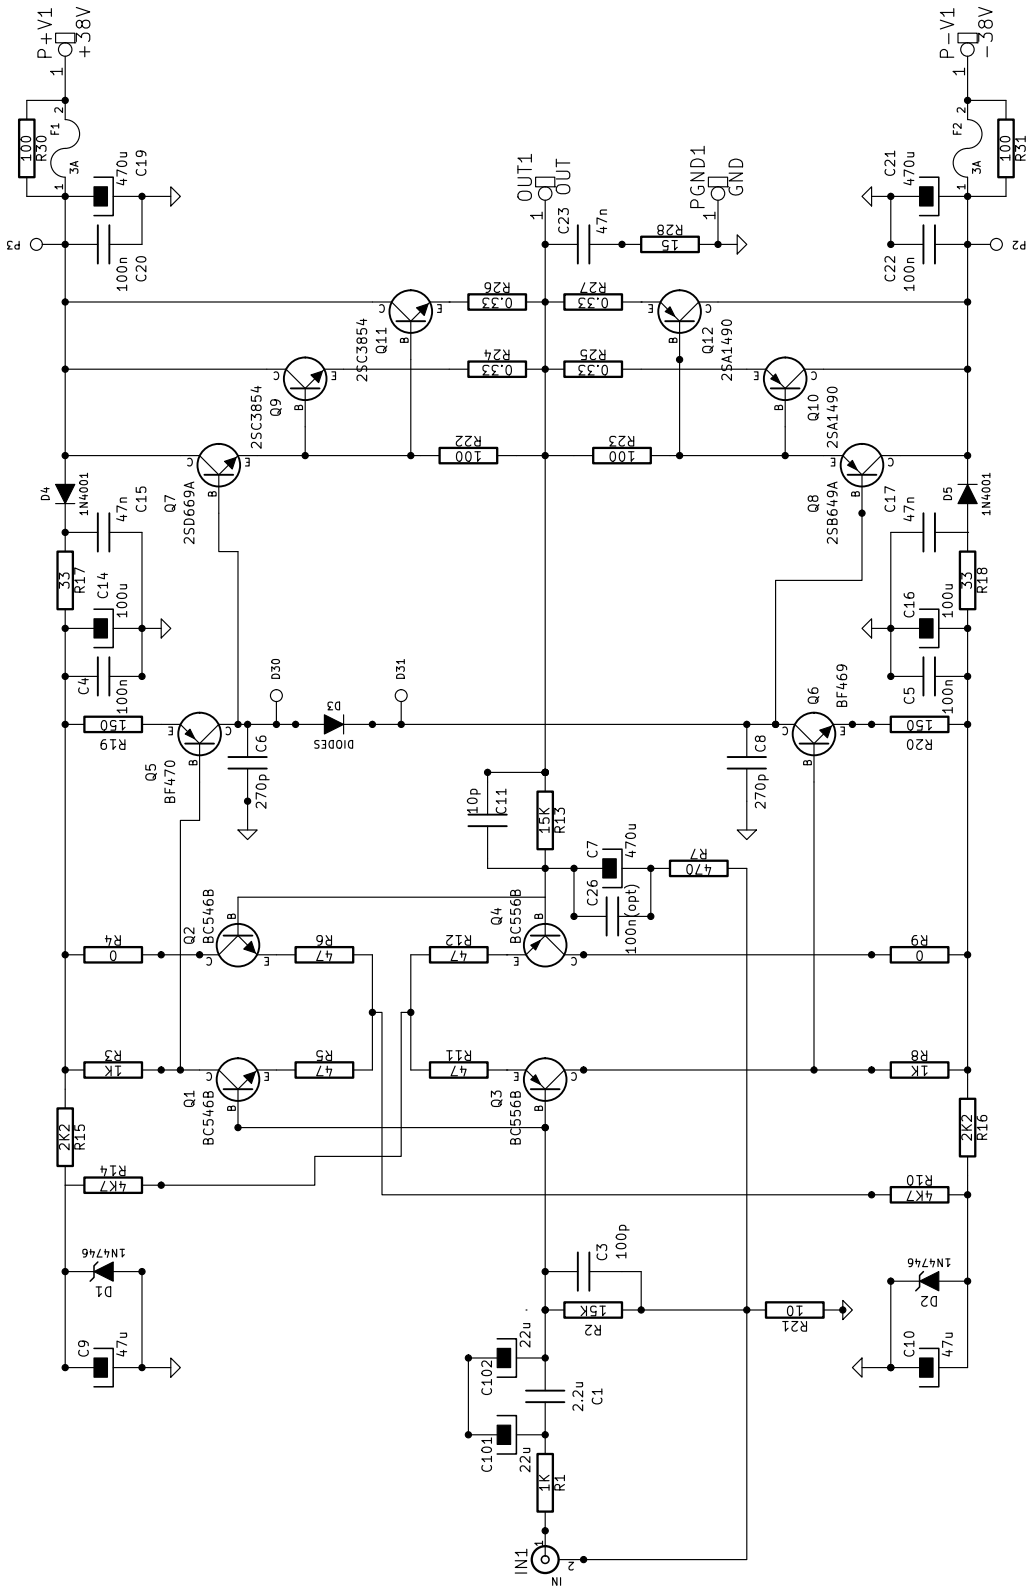 P+V1
+38V
1
P-V1
-38V
1
100
R30
F1
2
1
3A
470u
C19
P3
100n
C20
OUT1
OUT
1
PGND1
GND
1
C23
47n
R28
15
C21
470u
F2
2
1
3A
100
R31
C22
100n
P2
R26
0.33
R27
0.33
C
E
B
Q11
2SC3854
E
C
B
Q12
2SA1490
R24
0.33
R25
0.33
C
E
B
Q9
2SC3854
E
C
B
Q10
2SA1490
R22
100
R23
100
C
E
B
Q7
2SD669A
E
C
B
Q8
2SB649A
D4
1N4001
47n
C15
D5
1N4001
C17
47n
33
R17
C14
100u
33
R18
C16
100u
C4
100n
C5
100n
150
R19
E
C
B
Q5
BF470
D30
D3
DIODES
D31
C6
270p
C8
270p
Q6
BF469
C
E
B
150
R20
10p
C11
15K
R13
C7
470u
C26
100n(opt)
R7
470
R4
0
Q2
BC546B
C
E
B
R6
47
R12
47
Q4
BC556B
E
C
B
R9
0
R3
1K
Q1
BC546B
C
E
B
R5
47
R11
47
Q3
BC556B
E
C
B
R8
1K
2K2
R15
R14
4K7
2K2
R16
R10
4K7
1N4746
D1
C3
100p
15K
R2
10
R21
1N4746
D2
C9
47u
C10
47u
22u
C102
C101
22u
2.2u
C1
1K
R1
IN1
1
2
IN